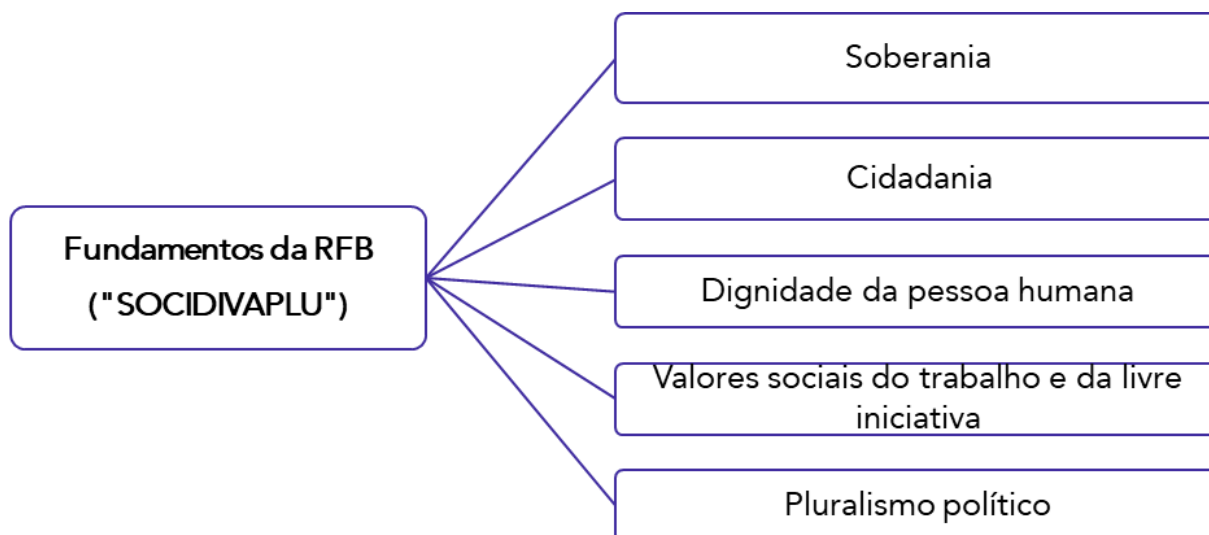 Fundamentos da RFB
("SOCIDIVAPLU")
Soberania
Cidadania
Dignidade da pessoa humana
Valores sociais do trabalho e da livre
iniciativa
Pluralismo político